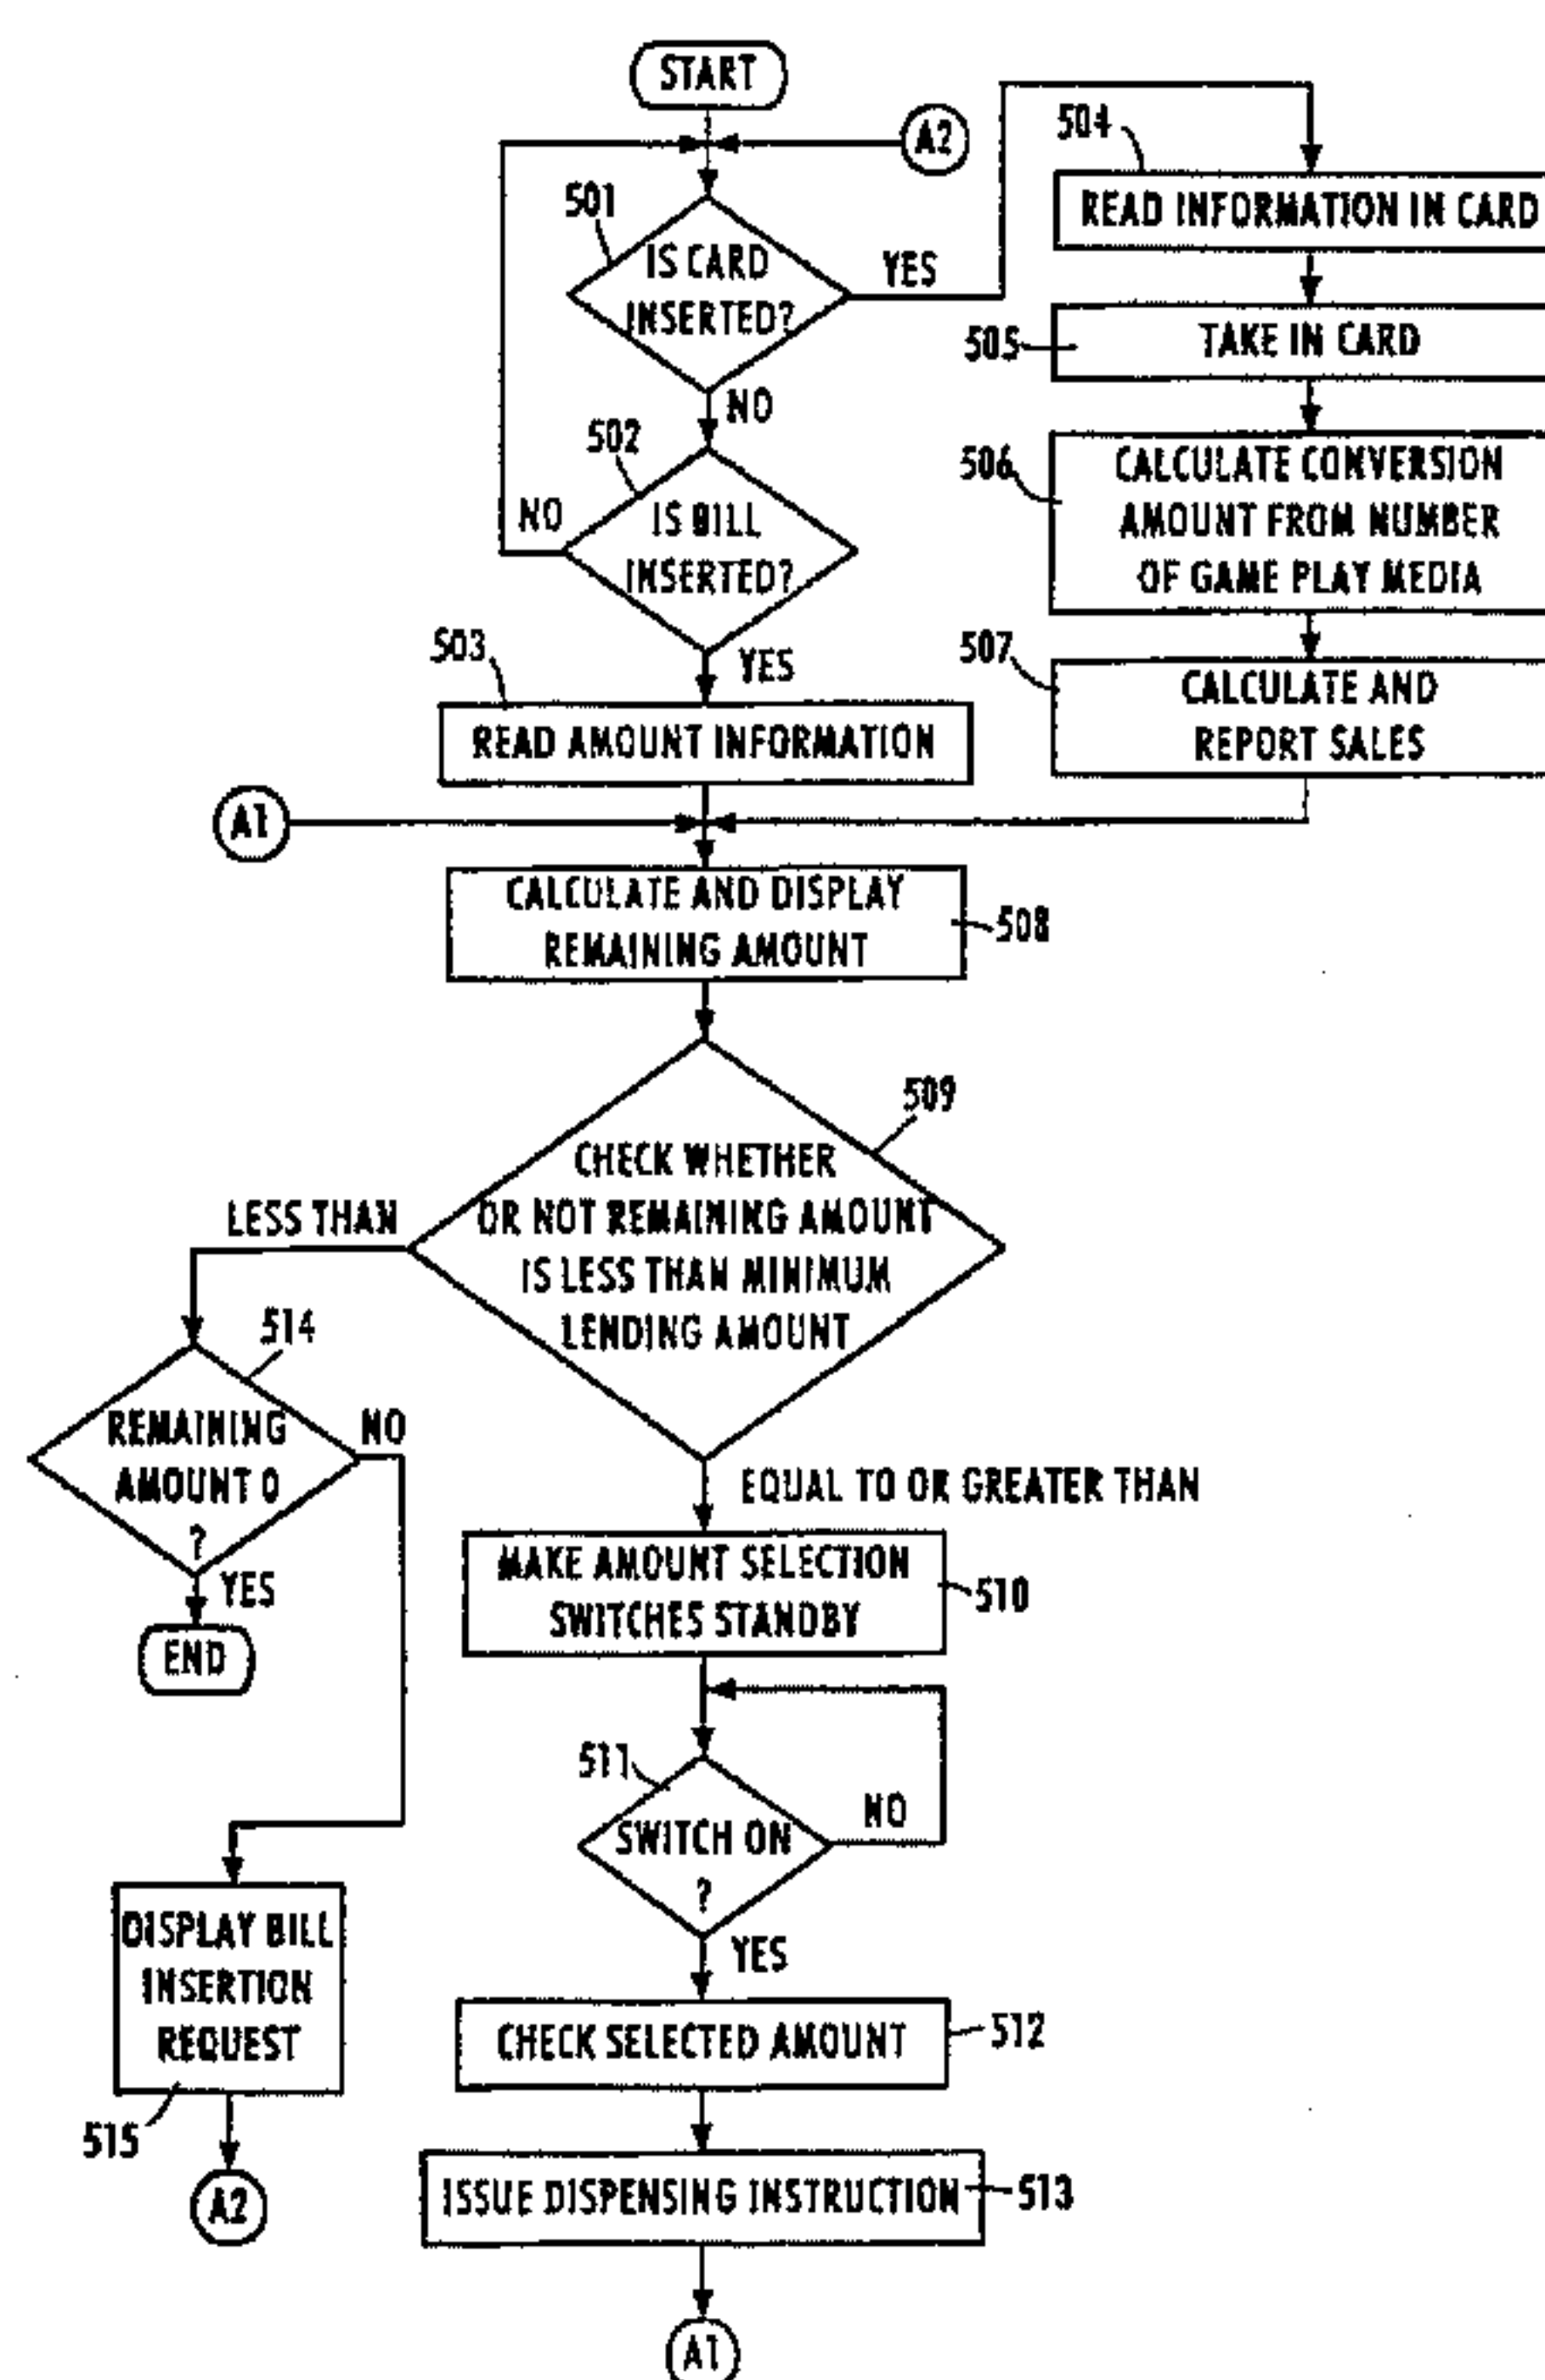 START
A2
501
IS CARD
INSERTED?
YES
NO
504
READ INFORMATION IN CARD
505
TAKE IN CARD
506
CALCULATE CONVERSION
AMOUNT FROM NUMBER
OF GAME PLAY MEDIA
507
CALCULATE AND
REPORT SALES
502
IS BILL
INSERTED?
NO
YES
503
READ AMOUNT INFORMATION
A1
CALCULATE AND DISPLAY
REMAINING AMOUNT
508
509
CHECK WHETHER
OR NOT REMAINING AMOUNT
IS LESS THAN MINIMUM
LENDING AMOUNT
LESS THAN
EQUAL TO OR GREATER THAN
514
REMAINING
AMOUNT 0
?
NO
YES
END
MAKE AMOUNT SELECTION
SWITCHES STANDBY
510
511
SWITCH ON
?
NO
YES
DISPLAY BILL
INSERTION
REQUEST
515
A2
CHECK SELECTED AMOUNT
512
ISSUE DISPENSING INSTRUCTION
513
A1